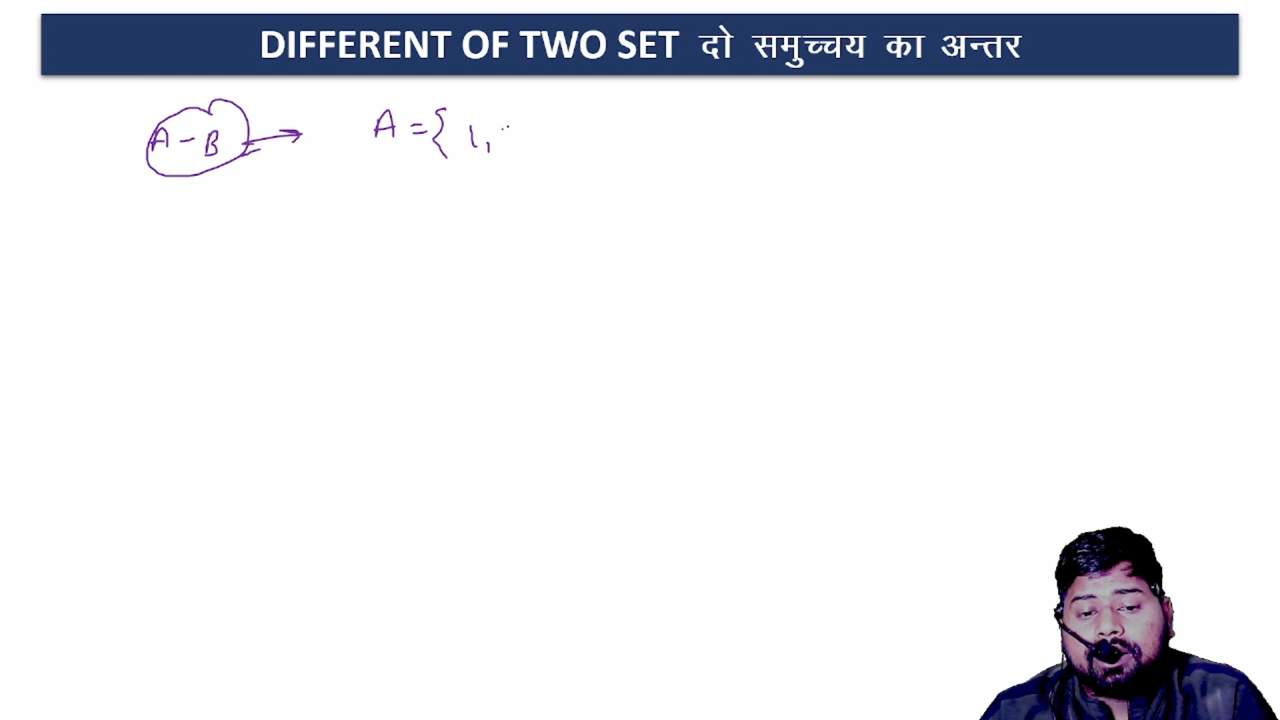 DIFFERENT OF TWO SET दो समुच्चय का अन्तर
A - B → A = { 1,